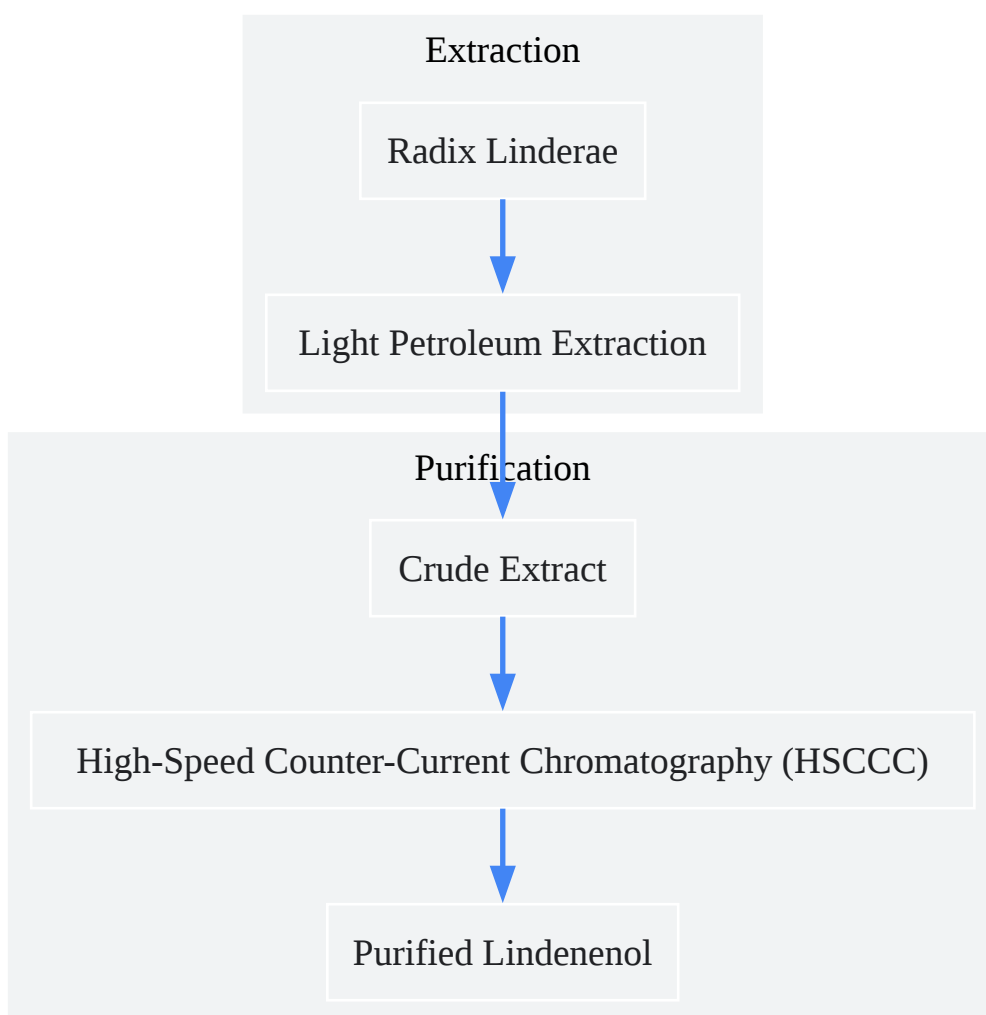 Extraction
Radix Linderae
Light Petroleum Extraction
Purification
Crude Extract
High-Speed Counter-Current Chromatography (HSCCC)
Purified Lindenenol